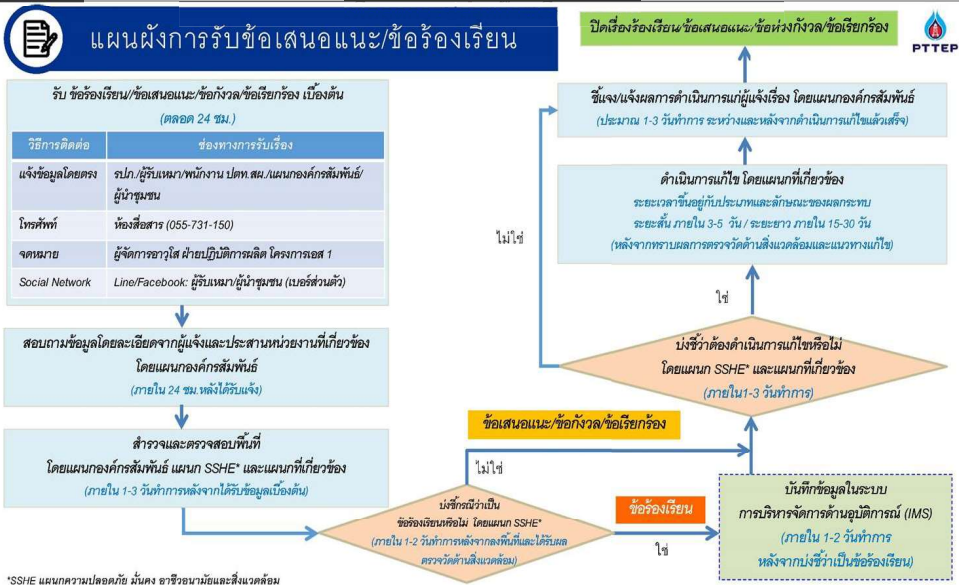 แผนผังการรับข้อเสนอแนะ/ข้อร้องเรียน
PTTEP
รับ ข้อร้องเรียน//ข้อเสนอแนะ/ข้อกังวล/ข้อเรียกร้อง เบื้องต้น
(ตลอด 24 ชม.)
วิธีการติดต่อ
ช่องทางการรับเรื่อง
แจ้งข้อมูลโดยตรง
รปภ./ผู้รับเหมา/พนักงาน ปตท.สผ./แผนกองค์กรสัมพันธ์/
ผู้นำชุมชน
โทรศัพท์
ห้องสื่อสาร (055-731-150)
จดหมาย
ผู้จัดการอาวุโส ฝ่ายปฏิบัติการผลิต โครงการเอส 1
Social Network
Line/Facebook: ผู้รับเหมา/ผู้นำชุมชน (เบอร์ส่วนตัว)
สอบถามข้อมูลโดยละเอียดจากผู้แจ้งและประสานหน่วยงานที่เกี่ยวข้อง
โดยแผนกองค์กรสัมพันธ์
(ภายใน 24 ชม.หลังได้รับแจ้ง)
สำรวจและตรวจสอบพื้นที่
โดยแผนกองค์กรสัมพันธ์ แผนก SSHE* และแผนกที่เกี่ยวข้อง
(ภายใน 1-3 วันทำการหลังจากได้รับข้อมูลเบื้องต้น)
บ่งชี้กรณีว่าเป็น
ข้อร้องเรียนหรือไม่ โดยแผนก SSHE*
(ภายใน 1-2 วันทำการหลังจากลงพื้นที่และได้รับผล
ตรวจวัดด้านสิ่งแวดล้อม)
ไม่ใช่
ข้อเสนอแนะ/ข้อกังวล/ข้อเรียกร้อง
ข้อร้องเรียน
ใช่
บันทึกข้อมูลในระบบ
การบริหารจัดการด้านอุบัติการณ์ (IMS)
(ภายใน 1-2 วันทำการ
หลังจากบ่งชี้ว่าเป็นข้อร้องเรียน)
บ่งชี้ว่าต้องดำเนินการแก้ไขหรือไม่
โดยแผนก SSHE* และแผนกที่เกี่ยวข้อง
(ภายใน1-3 วันทำการ)
ใช่
ไม่ใช่
ดำเนินการแก้ไข โดยแผนกที่เกี่ยวข้อง
ระยะเวลาขึ้นอยู่กับประเภทและลักษณะของผลกระทบ
ระยะสั้น ภายใน 3-5 วัน / ระยะยาว ภายใน 15-30 วัน
(หลังจากทราบผลการตรวจวัดด้านสิ่งแวดล้อมและแนวทางแก้ไข)
ชี้แจง/แจ้งผลการดำเนินการแก่ผู้แจ้งเรื่อง โดยแผนกองค์กรสัมพันธ์
(ประมาณ 1-3 วันทำการ ระหว่างและหลังจากดำเนินการแก้ไขแล้วเสร็จ)
ปิดเรื่องร้องเรียน/ข้อเสนอแนะ/ข้อห่วงกังวล/ข้อเรียกร้อง
*SSHE แผนกความปลอดภัย มั่นคง อาชีวอนามัยและสิ่งแวดล้อม